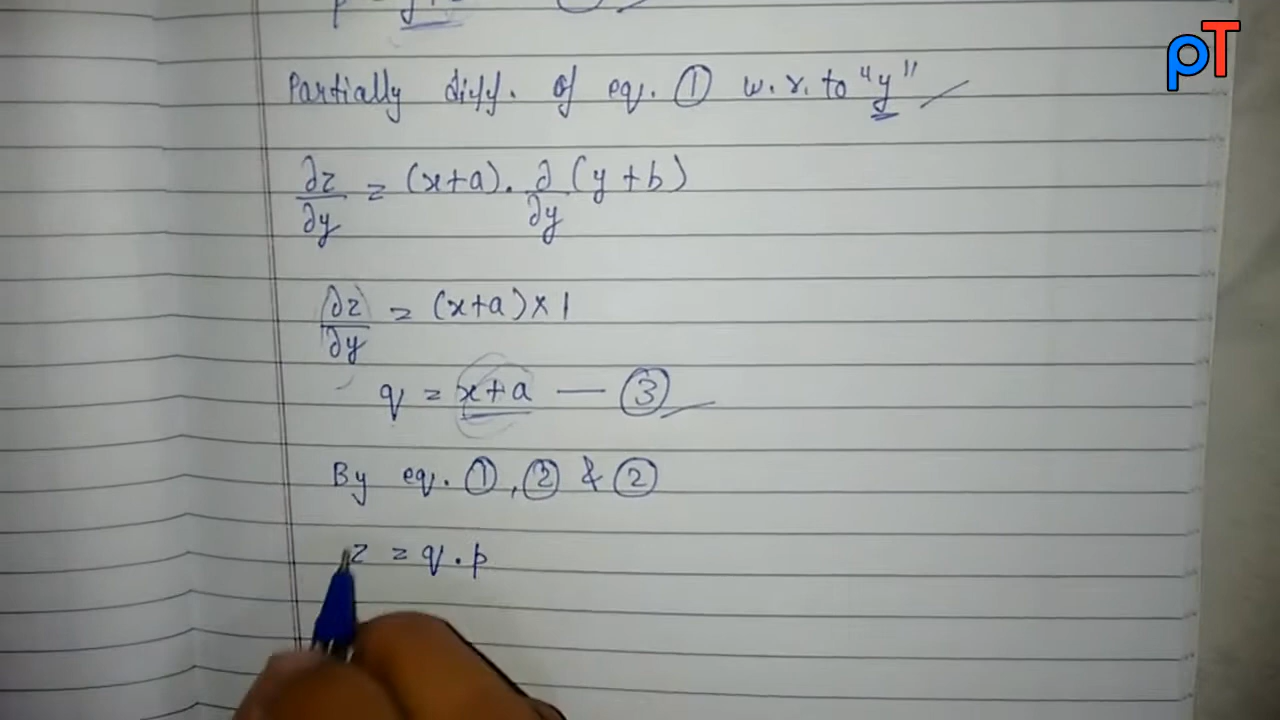 pT
Partially diff. of eq. ① w.r. to "y"
∂z/∂y = (x+a). ∂/∂y (y+b)
∂z/∂y = (x+a)×1
q = x+a — ③
By eq. ①, ② & ②
z = q.p